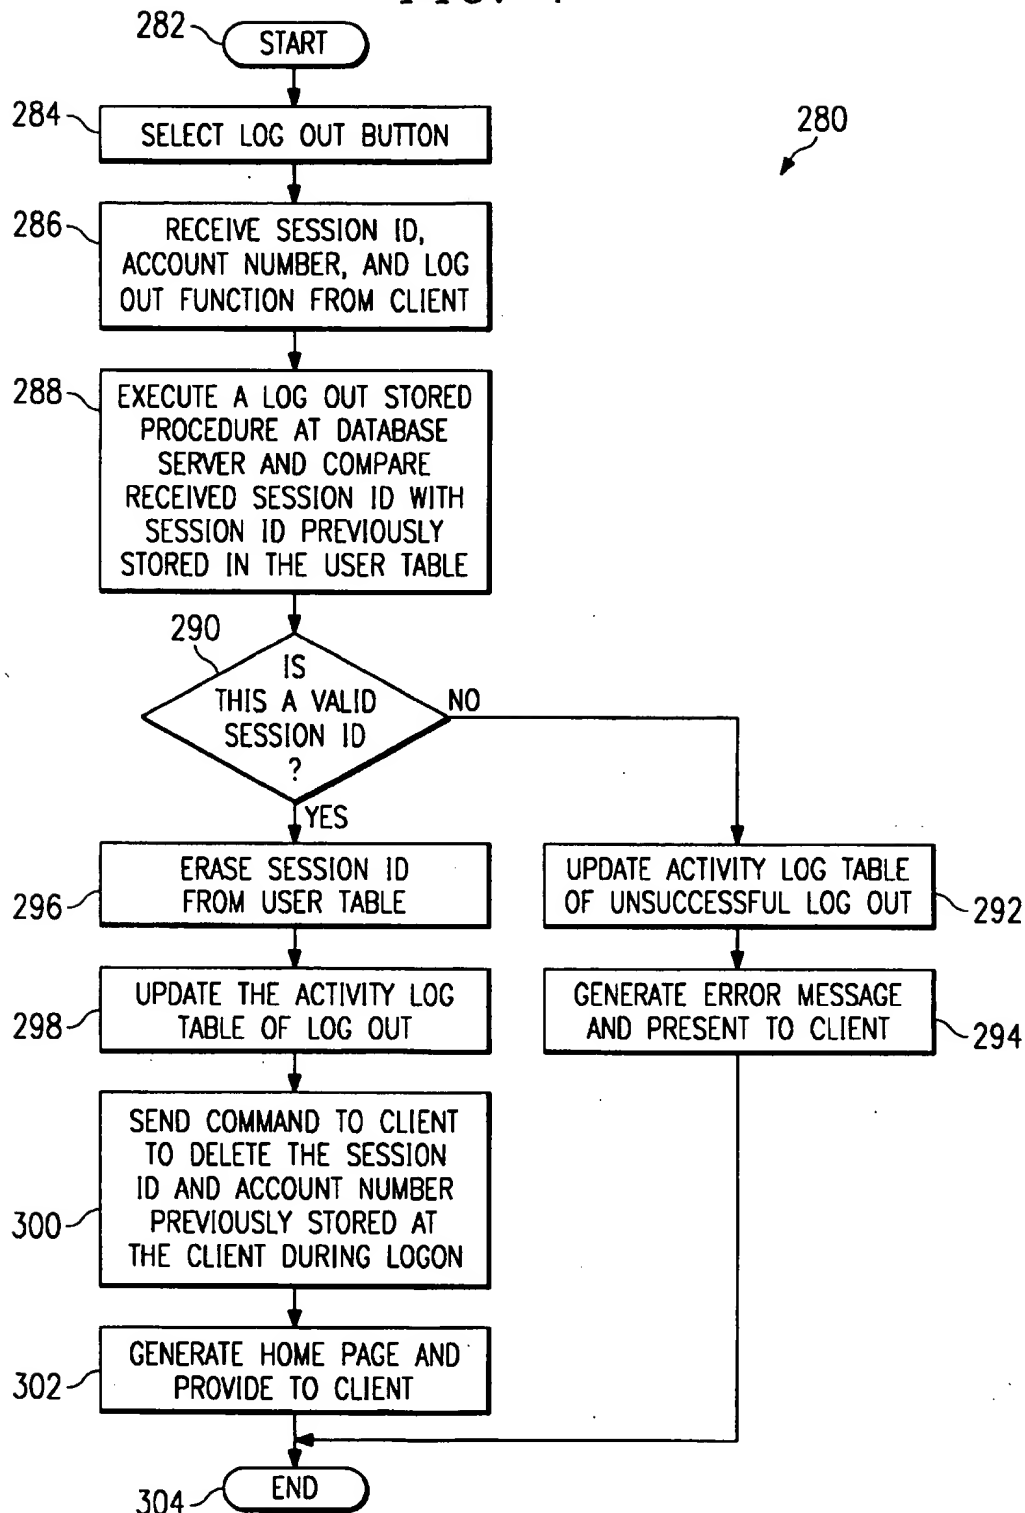 282
START
284
SELECT LOG OUT BUTTON
280
286
RECEIVE SESSION ID,
ACCOUNT NUMBER, AND LOG
OUT FUNCTION FROM CLIENT
288
EXECUTE A LOG OUT STORED
PROCEDURE AT DATABASE
SERVER AND COMPARE
RECEIVED SESSION ID WITH
SESSION ID PREVIOUSLY
STORED IN THE USER TABLE
290
IS
THIS A VALID
SESSION ID
?
NO
YES
296
ERASE SESSION ID
FROM USER TABLE
UPDATE ACTIVITY LOG TABLE
OF UNSUCCESSFUL LOG OUT
292
298
UPDATE THE ACTIVITY LOG
TABLE OF LOG OUT
GENERATE ERROR MESSAGE
AND PRESENT TO CLIENT
294
300
SEND COMMAND TO CLIENT
TO DELETE THE SESSION
ID AND ACCOUNT NUMBER
PREVIOUSLY STORED AT
THE CLIENT DURING LOGON
302
GENERATE HOME PAGE AND
PROVIDE TO CLIENT
END
304